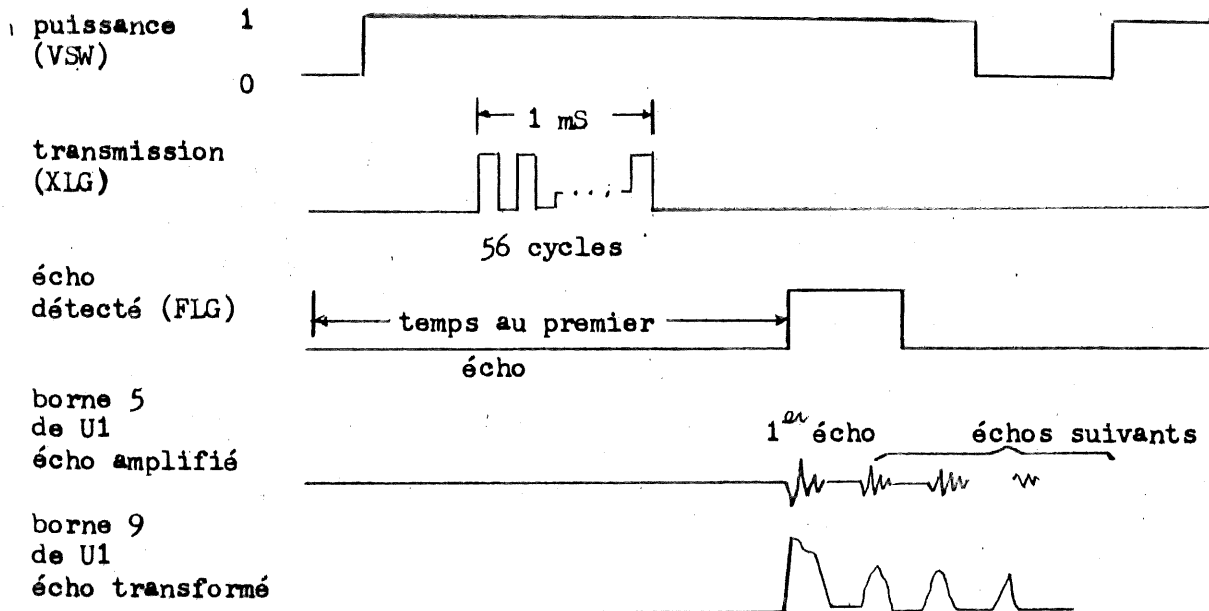 puissance 1
(VSW)
0
1 mS
transmission
(XLG)
56 cycles
écho
détecté (FLG)
temps au premier
écho
borne 5
de U1
écho amplifié
1er écho
échos suivants
borne 9
de U1
écho transformé